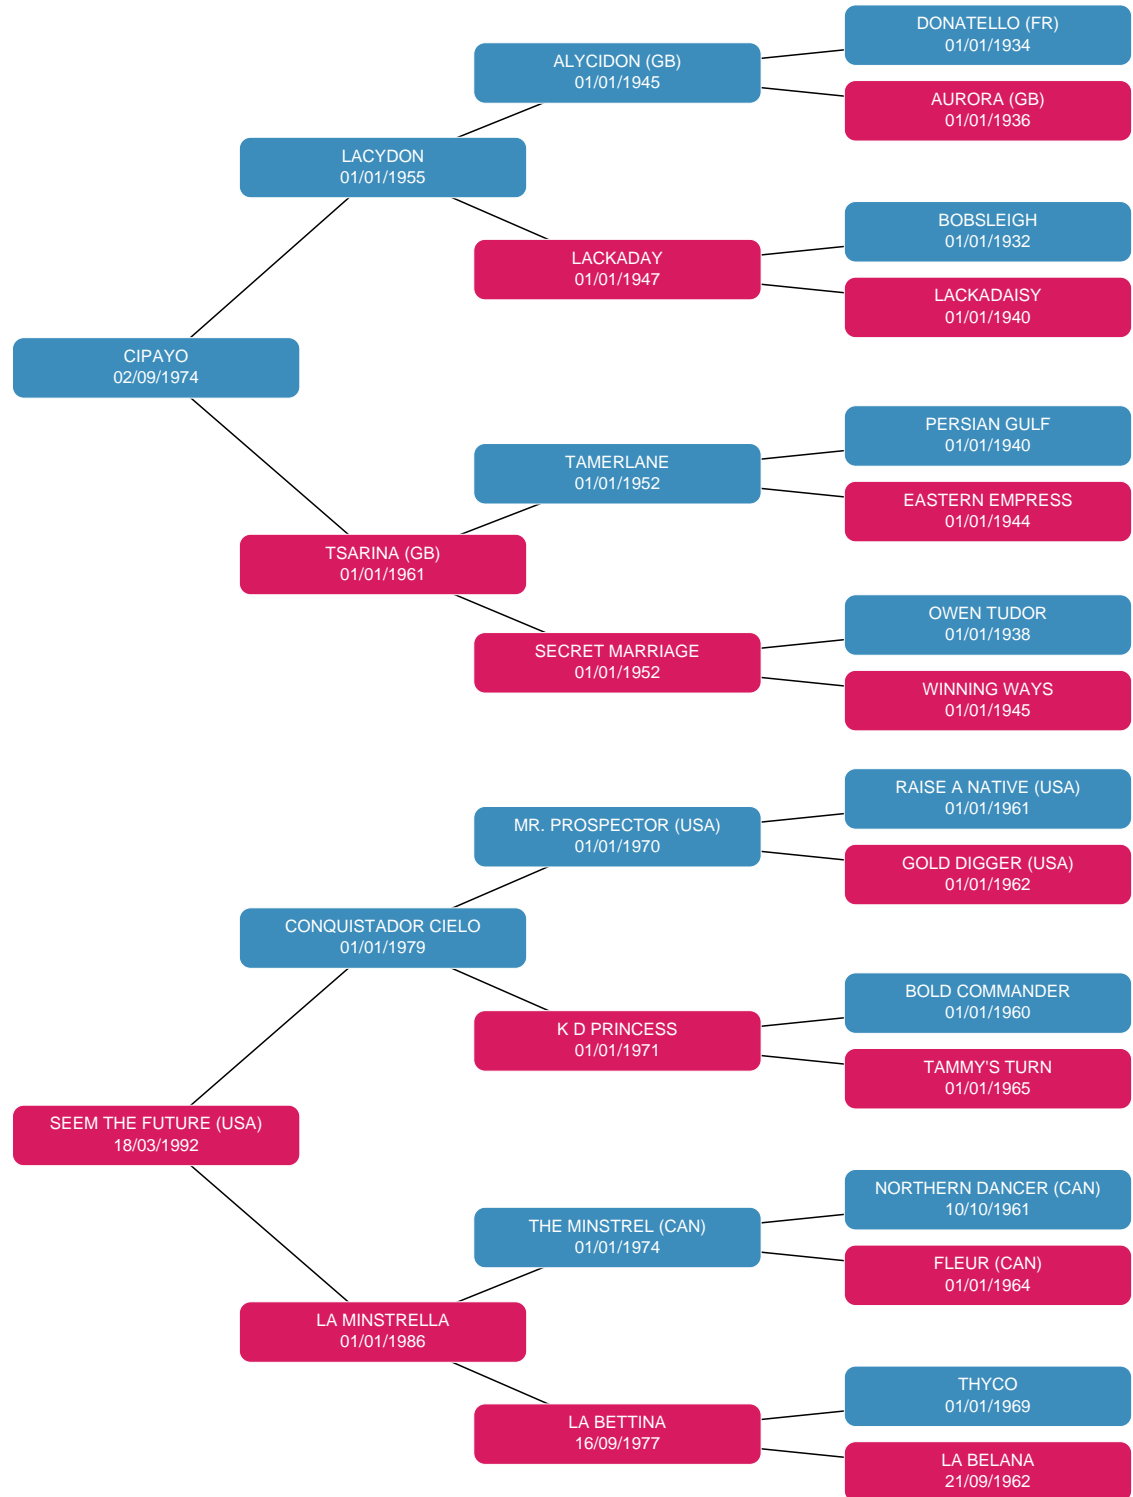 DONATELLO (FR)
01/01/1934
ALYCIDON (GB)
01/01/1945
AURORA (GB)
01/01/1936
LACYDON
01/01/1955
BOBSLEIGH
01/01/1932
LACKADAY
01/01/1947
LACKADAISY
01/01/1940
CIPAYO
02/09/1974
PERSIAN GULF
01/01/1940
TAMERLANE
01/01/1952
EASTERN EMPRESS
01/01/1944
TSARINA (GB)
01/01/1961
OWEN TUDOR
01/01/1938
SECRET MARRIAGE
01/01/1952
WINNING WAYS
01/01/1945
RAISE A NATIVE (USA)
01/01/1961
MR. PROSPECTOR (USA)
01/01/1970
GOLD DIGGER (USA)
01/01/1962
CONQUISTADOR CIELO
01/01/1979
BOLD COMMANDER
01/01/1960
K D PRINCESS
01/01/1971
TAMMY'S TURN
01/01/1965
SEEM THE FUTURE (USA)
18/03/1992
NORTHERN DANCER (CAN)
10/10/1961
THE MINSTREL (CAN)
01/01/1974
FLEUR (CAN)
01/01/1964
LA MINSTRELLA
01/01/1986
THYCO
01/01/1969
LA BETTINA
16/09/1977
LA BELANA
21/09/1962